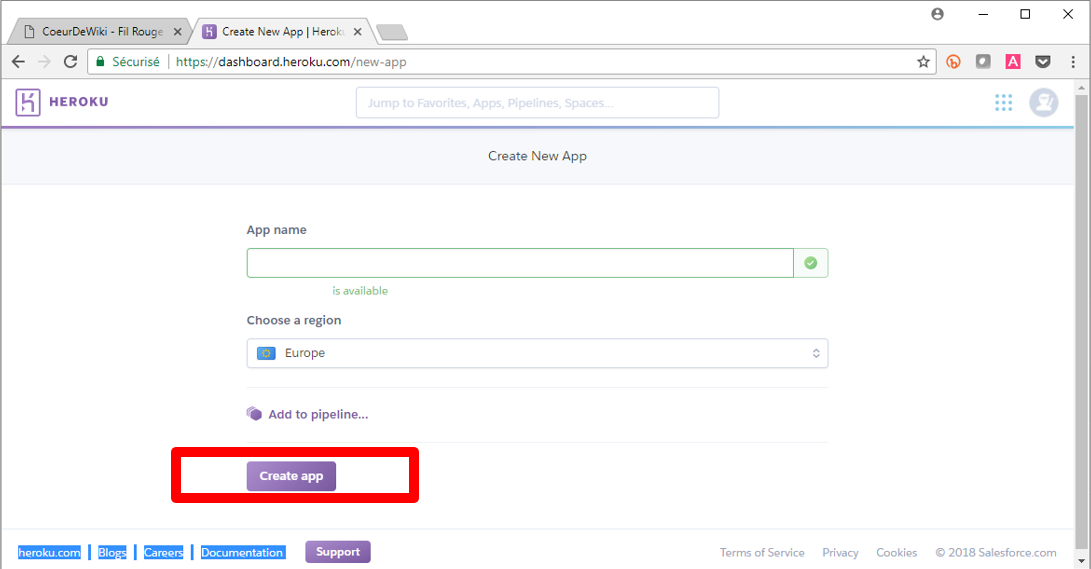 CoeurDeWiki - Fil Rouge
Create New App | Heroku
Sécurisé
https://dashboard.heroku.com/new-app
HEROKU
Jump to Favorites, Apps, Pipelines, Spaces...
Create New App
App name
is available
Choose a region
Europe
Add to pipeline...
Create app
heroku.com Blogs Careers Documentation Support Terms of Service Privacy Cookies © 2018 Salesforce.com